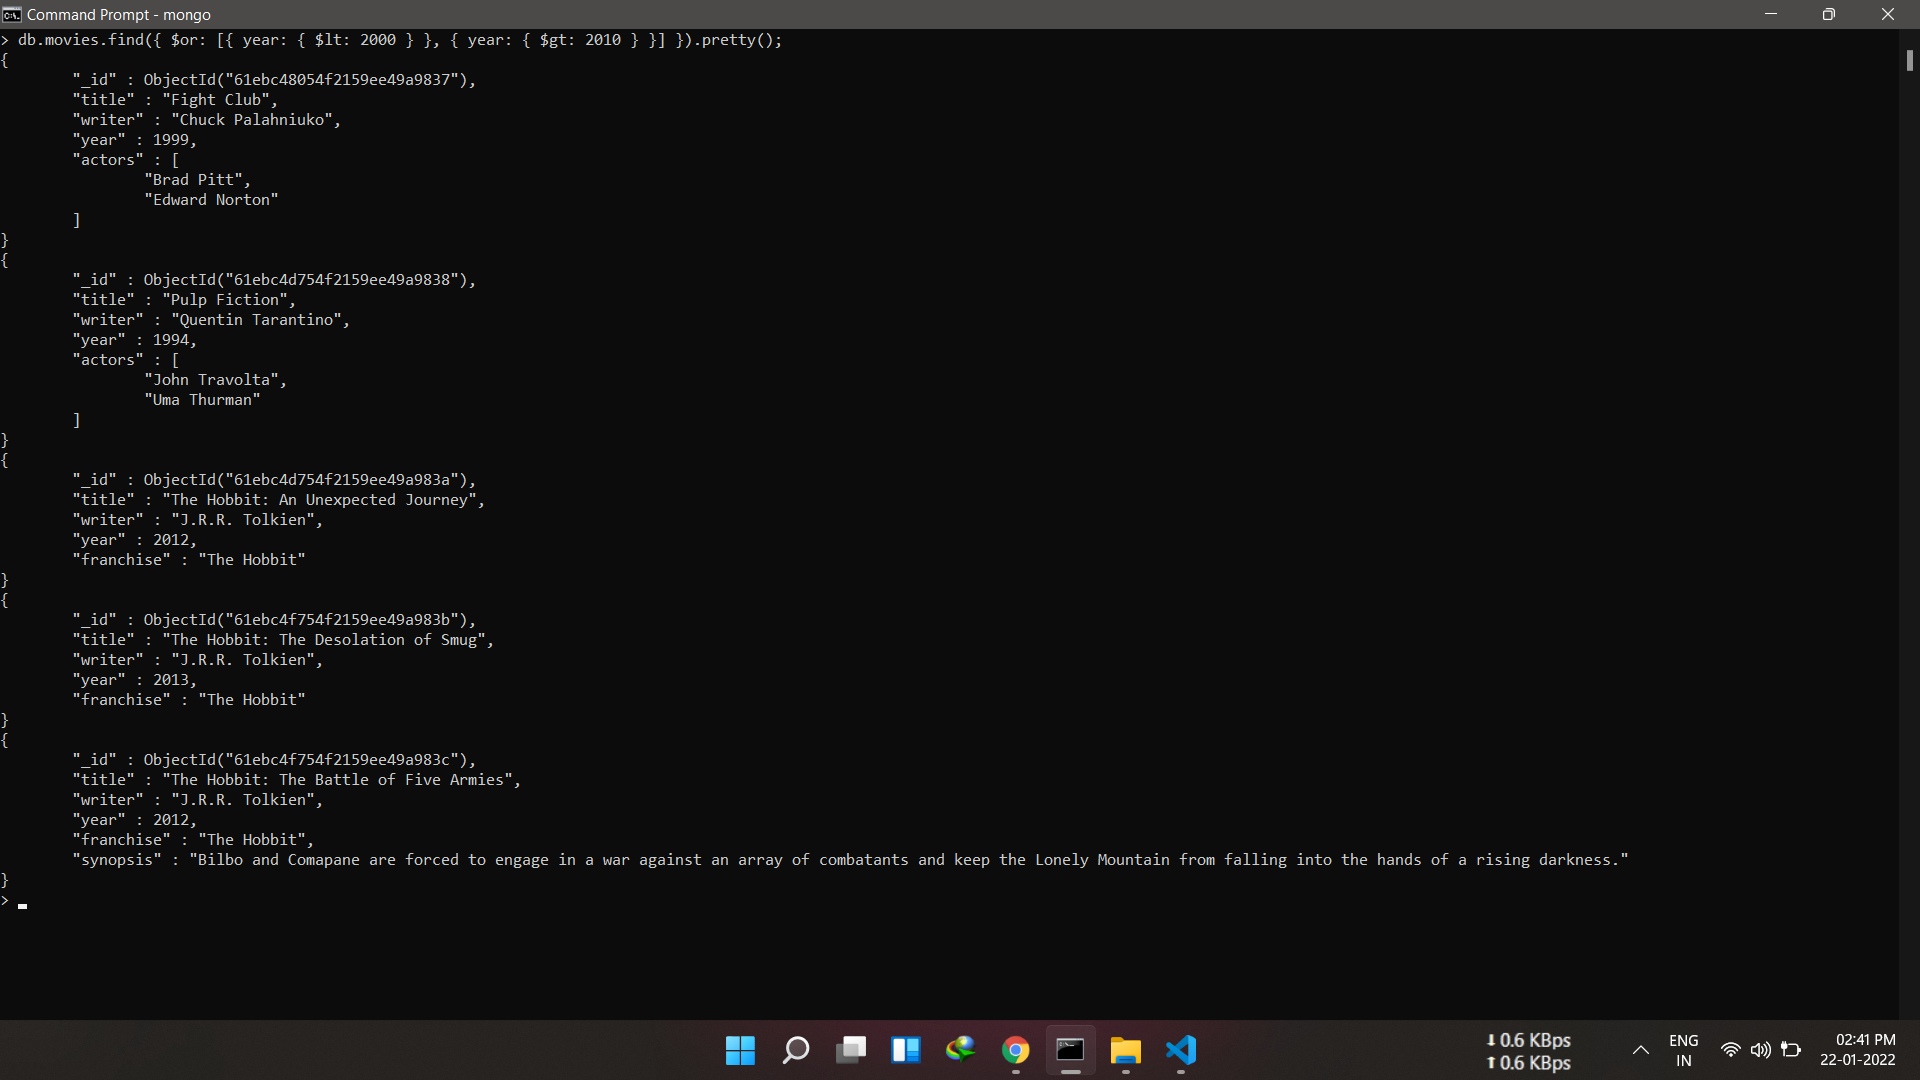 Command Prompt - mongo
> db.movies.find({ $or: [{ year: { $lt: 2000 } }, { year: { $gt: 2010 } }] }).pretty();
{
"_id" : ObjectId("61ebc48054f2159ee49a9837"),
"title" : "Fight Club",
"writer" : "Chuck Palahniuko",
"year" : 1999,
"actors" : [
"Brad Pitt",
"Edward Norton"
]
}
{
"_id" : ObjectId("61ebc4d754f2159ee49a9838"),
"title" : "Pulp Fiction",
"writer" : "Quentin Tarantino",
"year" : 1994,
"actors" : [
"John Travolta",
"Uma Thurman"
]
}
{
"_id" : ObjectId("61ebc4d754f2159ee49a983a"),
"title" : "The Hobbit: An Unexpected Journey",
"writer" : "J.R.R. Tolkien",
"year" : 2012,
"franchise" : "The Hobbit"
}
{
"_id" : ObjectId("61ebc4f754f2159ee49a983b"),
"title" : "The Hobbit: The Desolation of Smug",
"writer" : "J.R.R. Tolkien",
"year" : 2013,
"franchise" : "The Hobbit"
}
{
"_id" : ObjectId("61ebc4f754f2159ee49a983c"),
"title" : "The Hobbit: The Battle of Five Armies",
"writer" : "J.R.R. Tolkien",
"year" : 2012,
"franchise" : "The Hobbit",
"synopsis" : "Bilbo and Comapane are forced to engage in a war against an array of combatants and keep the Lonely Mountain from falling into the hands of a rising darkness."
}
>
0.6 KBps
0.6 KBps
ENG
IN
02:41 PM
22-01-2022